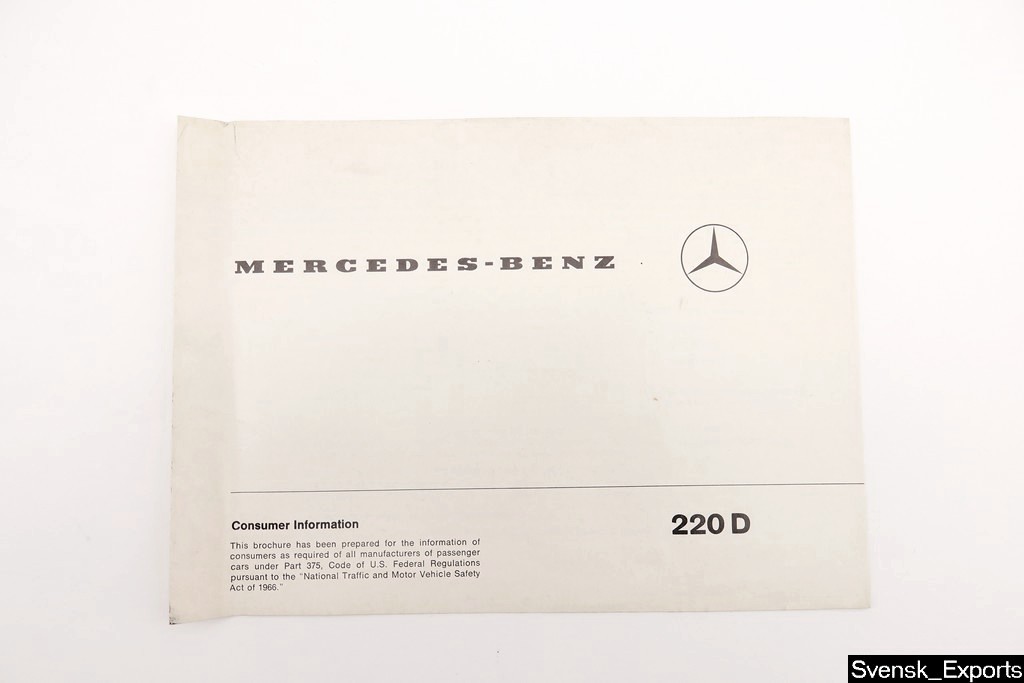 MERCEDES-BENZ
Consumer Information
220 D
This brochure has been prepared for the information of
consumers as required of all manufacturers of passenger
cars under Part 375, Code of U.S. Federal Regulations
pursuant to the "National Traffic and Motor Vehicle Safety
Act of 1966."
Svensk_Exports